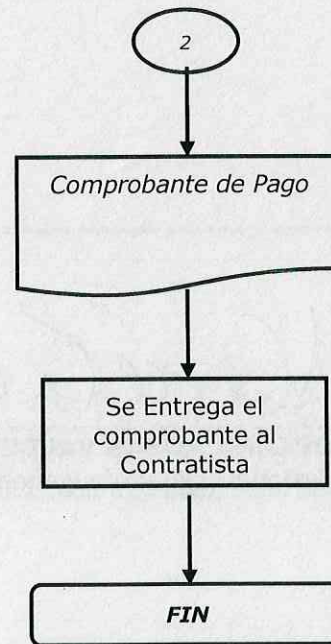 2
Comprobante de Pago
Se Entrega el
comprobante al
Contratista
FIN